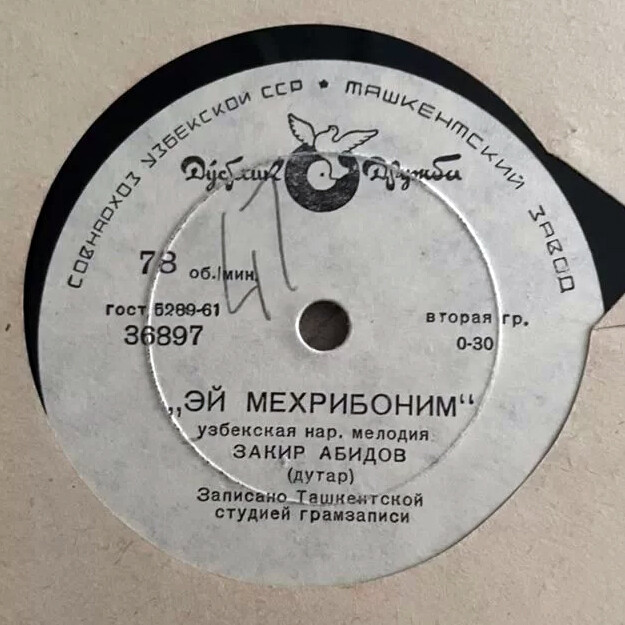 СОВНАРХОЗ УЗБЕКСКОЙ ССР * ТАШКЕНТСКИЙ ЗАВОД
Дўстлик Дружба
78 об./мин.
ГОСТ 5289-61
36897
вторая гр.
0-30
„ЭЙ МЕХРИБОНИМ“
узбекская нар. мелодия
ЗАКИР АБИДОВ
(дутар)
Записано Ташкентской
студией грамзаписи